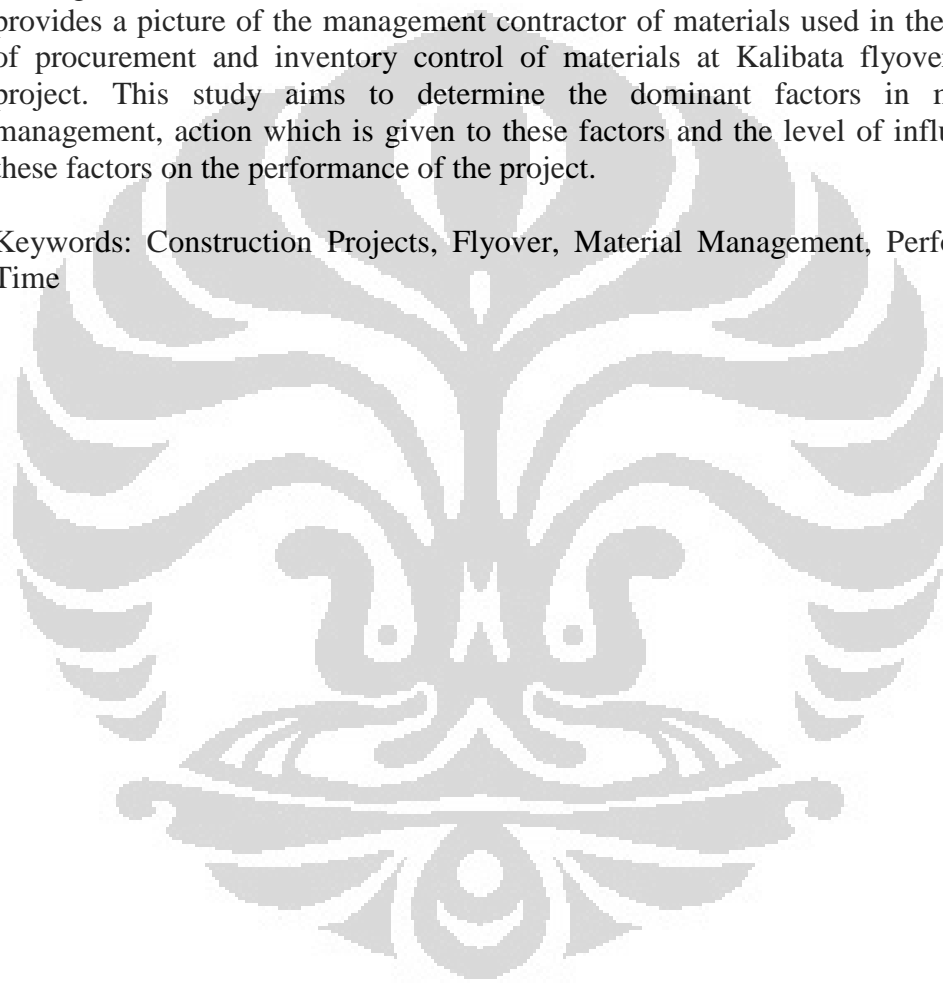 provides a picture of the management contractor of materials used in the
of procurement and inventory control of materials at Kalibata flyover
project. This study aims to determine the dominant factors in
management, action which is given to these factors and the level of
these factors on the performance of the project.
Keywords: Construction Projects, Flyover, Material Management,
Time